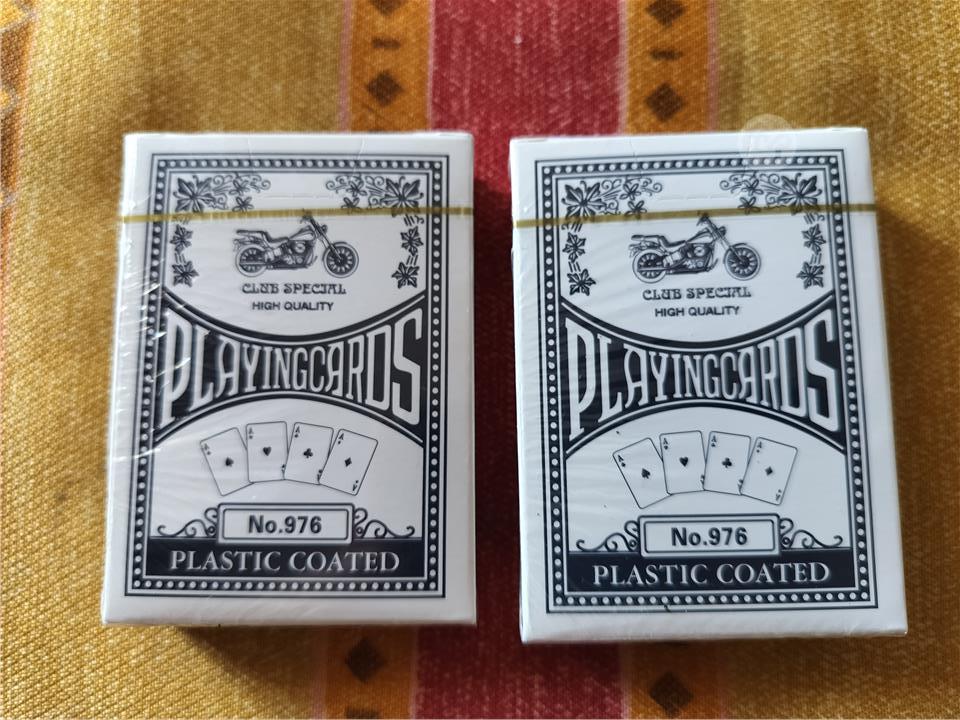 CLUB SPECIAL
HIGH QUALITY
PLAYINGCARDS
A A A A
No.976
PLASTIC COATED
CLUB SPECIAL
HIGH QUALITY
PLAYINGCARDS
A A A A
No.976
PLASTIC COATED